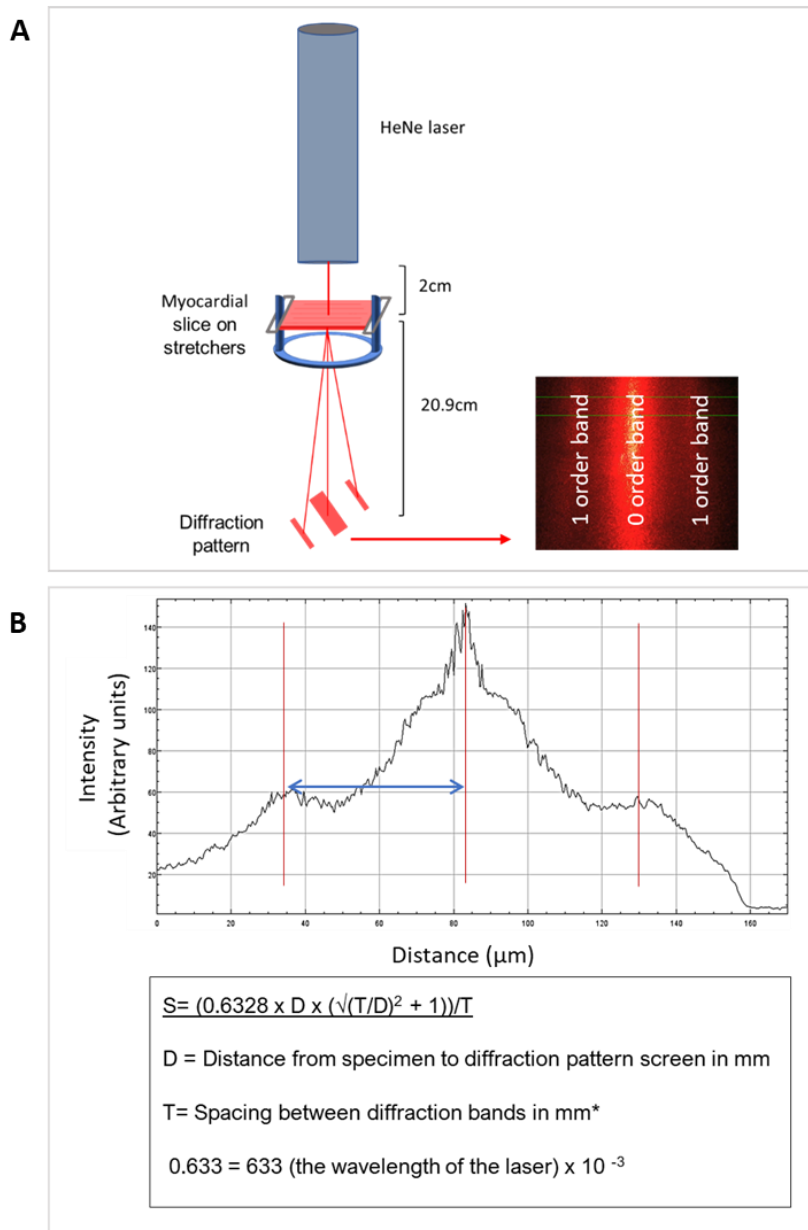 A
HeNe laser
2cm
Myocardial
slice on
stretchers
20.9cm
1 order band
0 order band
1 order band
Diffraction
pattern
B
Intensity
(Arbitrary units)
140
120
100
80
60
40
20
0
20
40
60
80
100
120
140
160
Distance (µm)
S= (0.6328 x D x (√(T/D)² + 1))/T
D = Distance from specimen to diffraction pattern screen in mm
T= Spacing between diffraction bands in mm*
0.633 = 633 (the wavelength of the laser) x 10 ⁻³